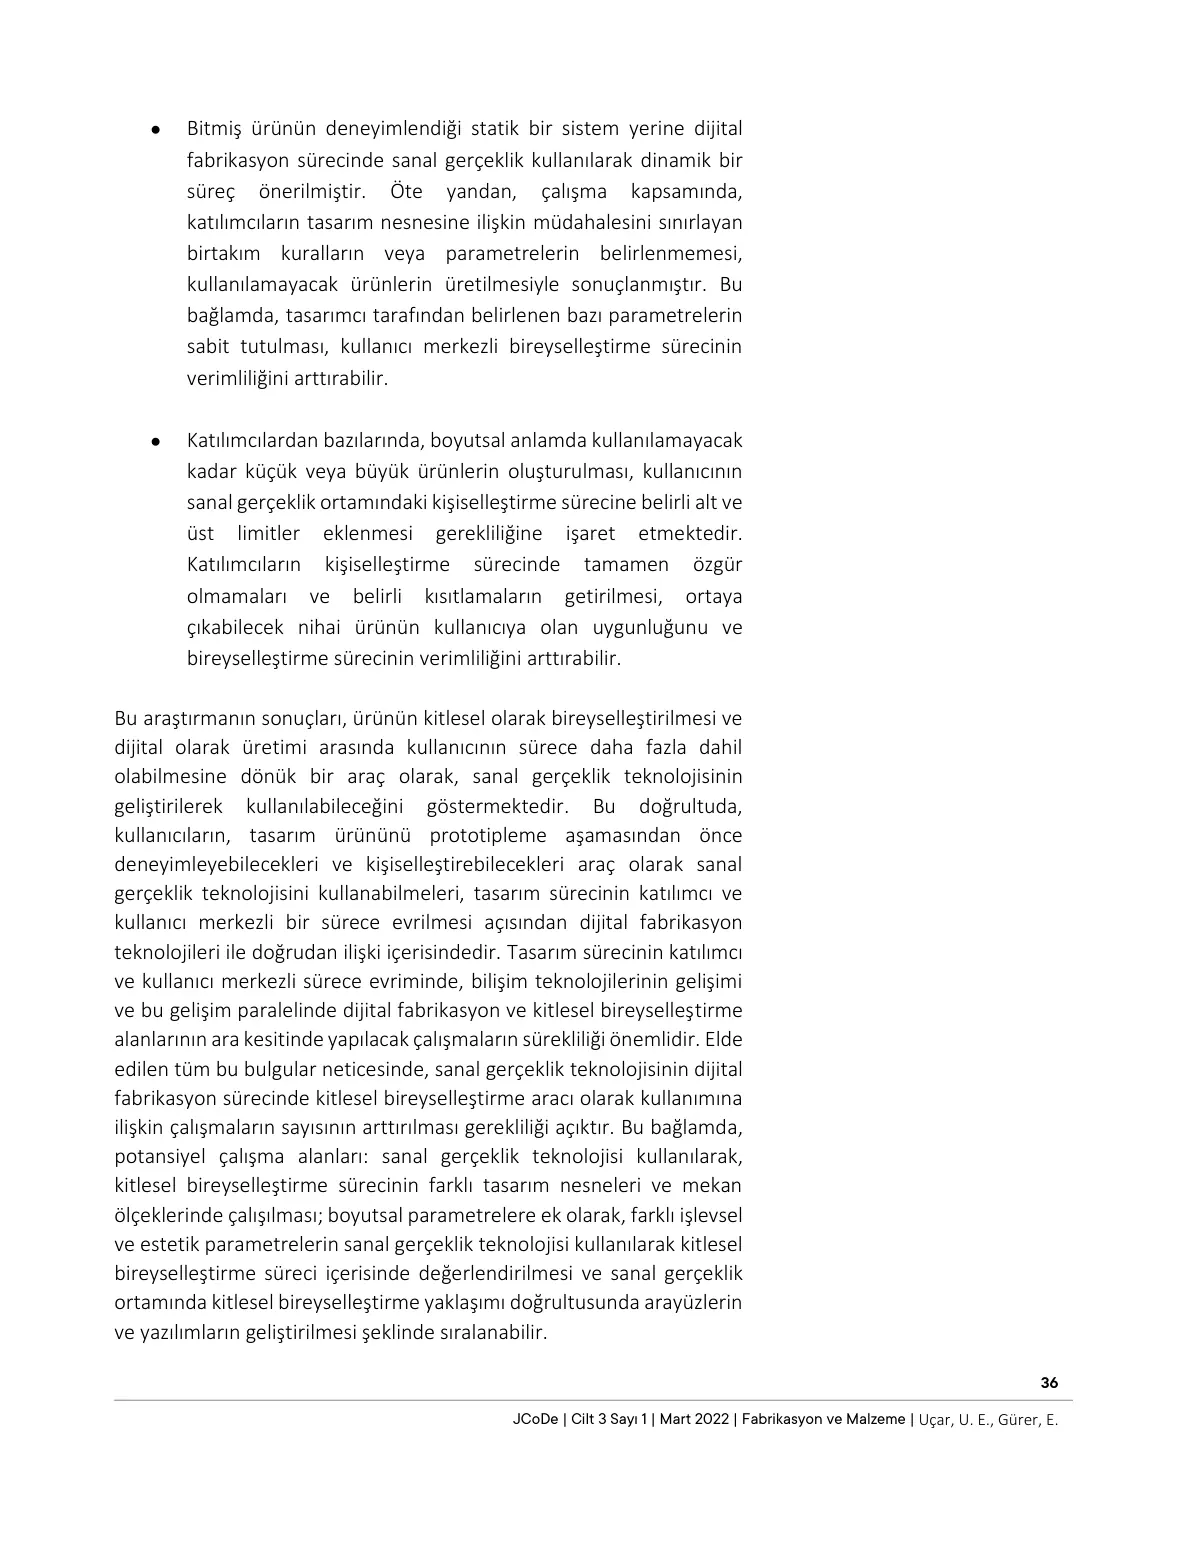 ● Bitmiş ürünün deneyimlendiği statik bir sistem yerine dijital
fabrikasyon sürecinde sanal gerçeklik kullanılarak dinamik bir
süreç önerilmiştir. Öte yandan, çalışma kapsamında,
katılımcıların tasarım nesnesine ilişkin müdahalesini sınırlayan
birtakım kuralların veya parametrelerin belirlenmemesi,
kullanılamayacak ürünlerin üretilmesiyle sonuçlanmıştır. Bu
bağlamda, tasarımcı tarafından belirlenen bazı parametrelerin
sabit tutulması, kullanıcı merkezli bireyselleştirme sürecinin
verimliliğini arttırabilir.
● Katılımcılardan bazılarında, boyutsal anlamda kullanılamayacak
kadar küçük veya büyük ürünlerin oluşturulması, kullanıcının
sanal gerçeklik ortamındaki kişiselleştirme sürecine belirli alt ve
üst limitler eklenmesi gerekliliğine işaret etmektedir.
Katılımcıların kişiselleştirme sürecinde tamamen özgür
olmamaları ve belirli kısıtlamaların getirilmesi, ortaya
çıkabilecek nihai ürünün kullanıcıya olan uygunluğunu ve
bireyselleştirme sürecinin verimliliğini arttırabilir.
Bu araştırmanın sonuçları, ürünün kitlesel olarak bireyselleştirilmesi ve
dijital olarak üretimi arasında kullanıcının sürece daha fazla dahil
olabilmesine dönük bir araç olarak, sanal gerçeklik teknolojisinin
geliştirilerek kullanılabileceğini göstermektedir. Bu doğrultuda,
kullanıcıların, tasarım ürününü prototipleme aşamasından önce
deneyimleyebilecekleri ve kişiselleştirebilecekleri araç olarak sanal
gerçeklik teknolojisini kullanabilmeleri, tasarım sürecinin katılımcı ve
kullanıcı merkezli bir sürece evrilmesi açısından dijital fabrikasyon
teknolojileri ile doğrudan ilişki içerisindedir. Tasarım sürecinin katılımcı
ve kullanıcı merkezli sürece evriminde, bilişim teknolojilerinin gelişimi
ve bu gelişim paralelinde dijital fabrikasyon ve kitlesel bireyselleştirme
alanlarının ara kesitinde yapılacak çalışmaların sürekliliği önemlidir. Elde
edilen tüm bu bulgular neticesinde, sanal gerçeklik teknolojisinin dijital
fabrikasyon sürecinde kitlesel bireyselleştirme aracı olarak kullanımına
ilişkin çalışmaların sayısının arttırılması gerekliliği açıktır. Bu bağlamda,
potansiyel çalışma alanları: sanal gerçeklik teknolojisi kullanılarak,
kitlesel bireyselleştirme sürecinin farklı tasarım nesneleri ve mekan
ölçeklerinde çalışılması; boyutsal parametrelere ek olarak, farklı işlevsel
ve estetik parametrelerin sanal gerçeklik teknolojisi kullanılarak kitlesel
bireyselleştirme süreci içerisinde değerlendirilmesi ve sanal gerçeklik
ortamında kitlesel bireyselleştirme yaklaşımı doğrultusunda arayüzlerin
ve yazılımların geliştirilmesi şeklinde sıralanabilir.
36
JCoDe | Cilt 3 Sayı 1 | Mart 2022 | Fabrikasyon ve Malzeme | Uçar, U. E., Gürer, E.